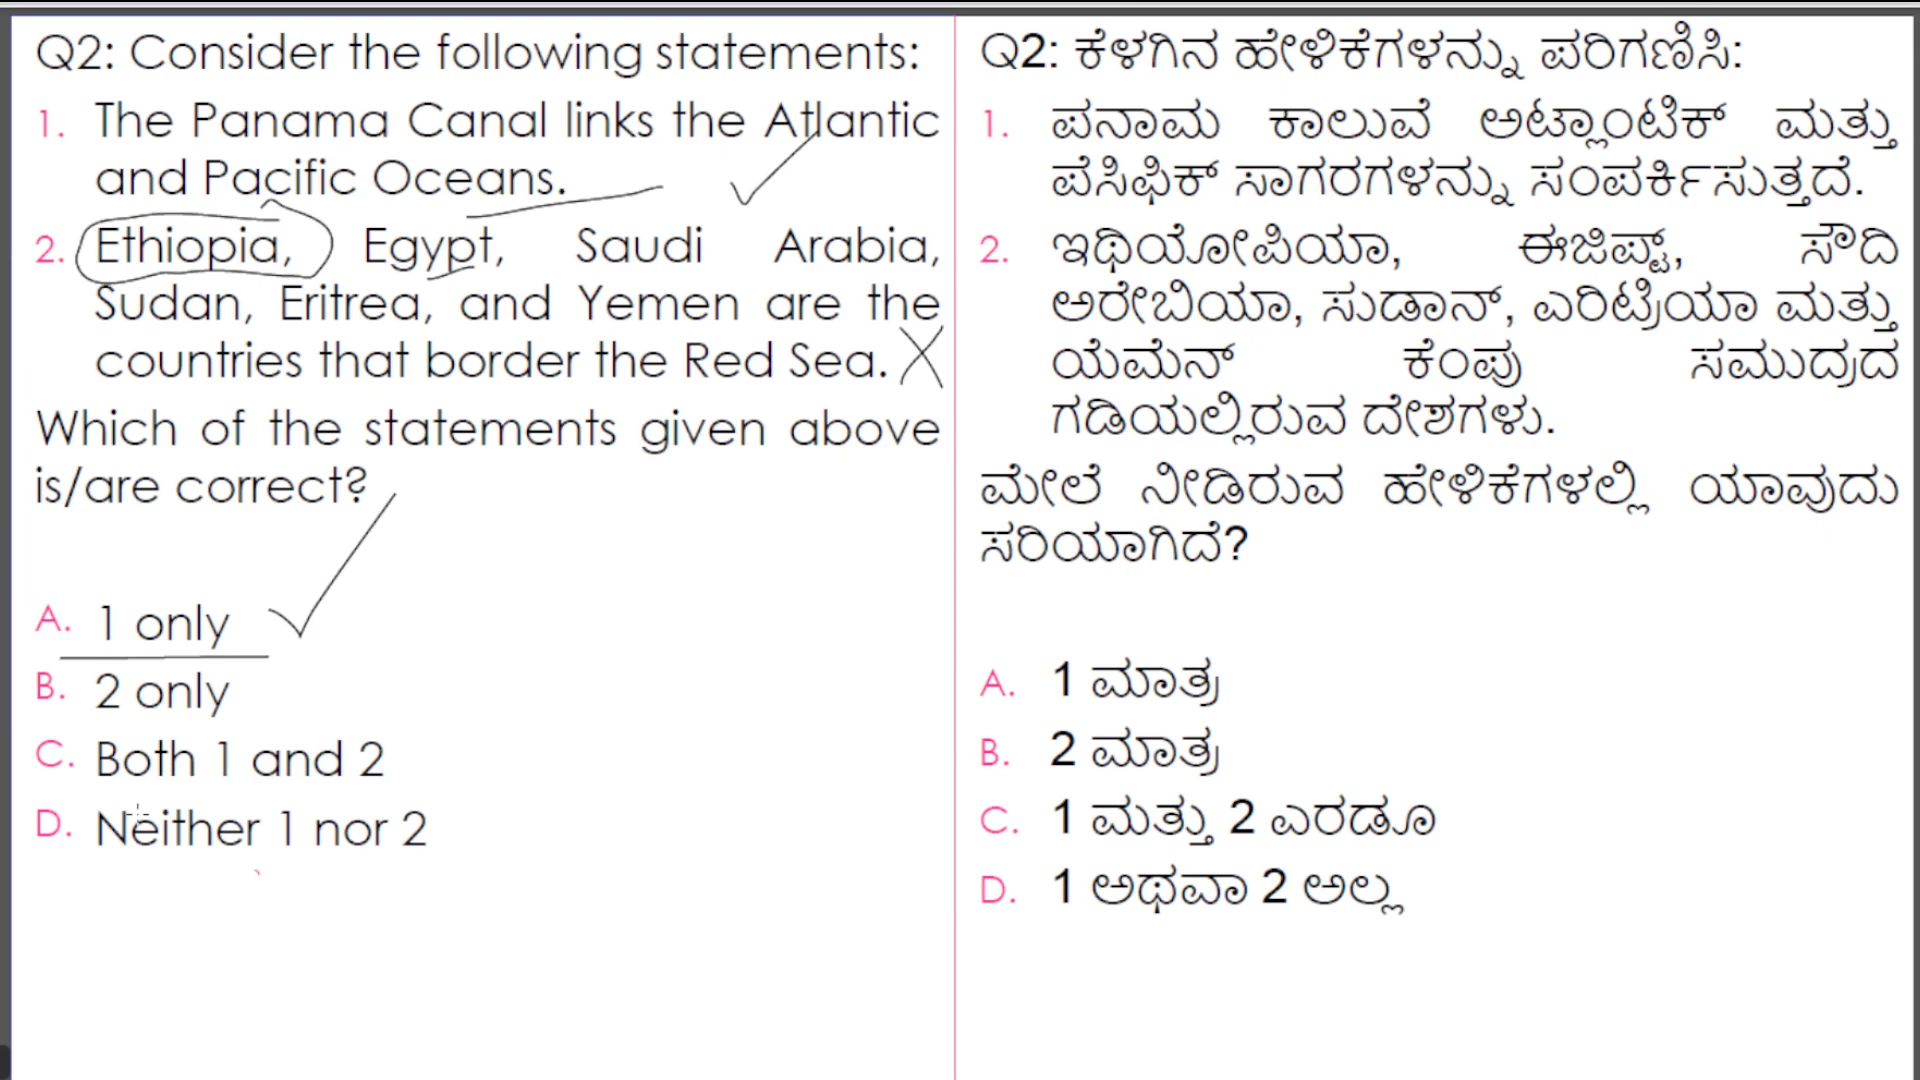 Q2: Consider the following statements:
1. The Panama Canal links the Atlantic
and Pacific Oceans.
2. Ethiopia, Egypt, Saudi Arabia,
Sudan, Eritrea, and Yemen are the
countries that border the Red Sea.
Which of the statements given above
is/are correct?
A. 1 only
B. 2 only
C. Both 1 and 2
D. Neither 1 nor 2
Q2: ಕೆಳಗಿನ ಹೇಳಿಕೆಗಳನ್ನು ಪರಿಗಣಿಸಿ:
1. ಪನಾಮ ಕಾಲುವೆ ಅಟ್ಲಾಂಟಿಕ್ ಮತ್ತು
ಪೆಸಿಫಿಕ್ ಸಾಗರಗಳನ್ನು ಸಂಪರ್ಕಿಸುತ್ತದೆ.
2. ಇಥಿಯೋಪಿಯಾ, ಈಜಿಪ್ಟ್, ಸೌದಿ
ಅರೇಬಿಯಾ, ಸುಡಾನ್, ಎರಿಟ್ರಿಯಾ ಮತ್ತು
ಯೆಮೆನ್ ಕೆಂಪು ಸಮುದ್ರದ
ಗಡಿಯಲ್ಲಿರುವ ದೇಶಗಳು.
ಮೇಲೆ ನೀಡಿರುವ ಹೇಳಿಕೆಗಳಲ್ಲಿ ಯಾವುದು
ಸರಿಯಾಗಿದೆ?
A. 1 ಮಾತ್ರ
B. 2 ಮಾತ್ರ
C. 1 ಮತ್ತು 2 ಎರಡೂ
D. 1 ಅಥವಾ 2 ಅಲ್ಲ